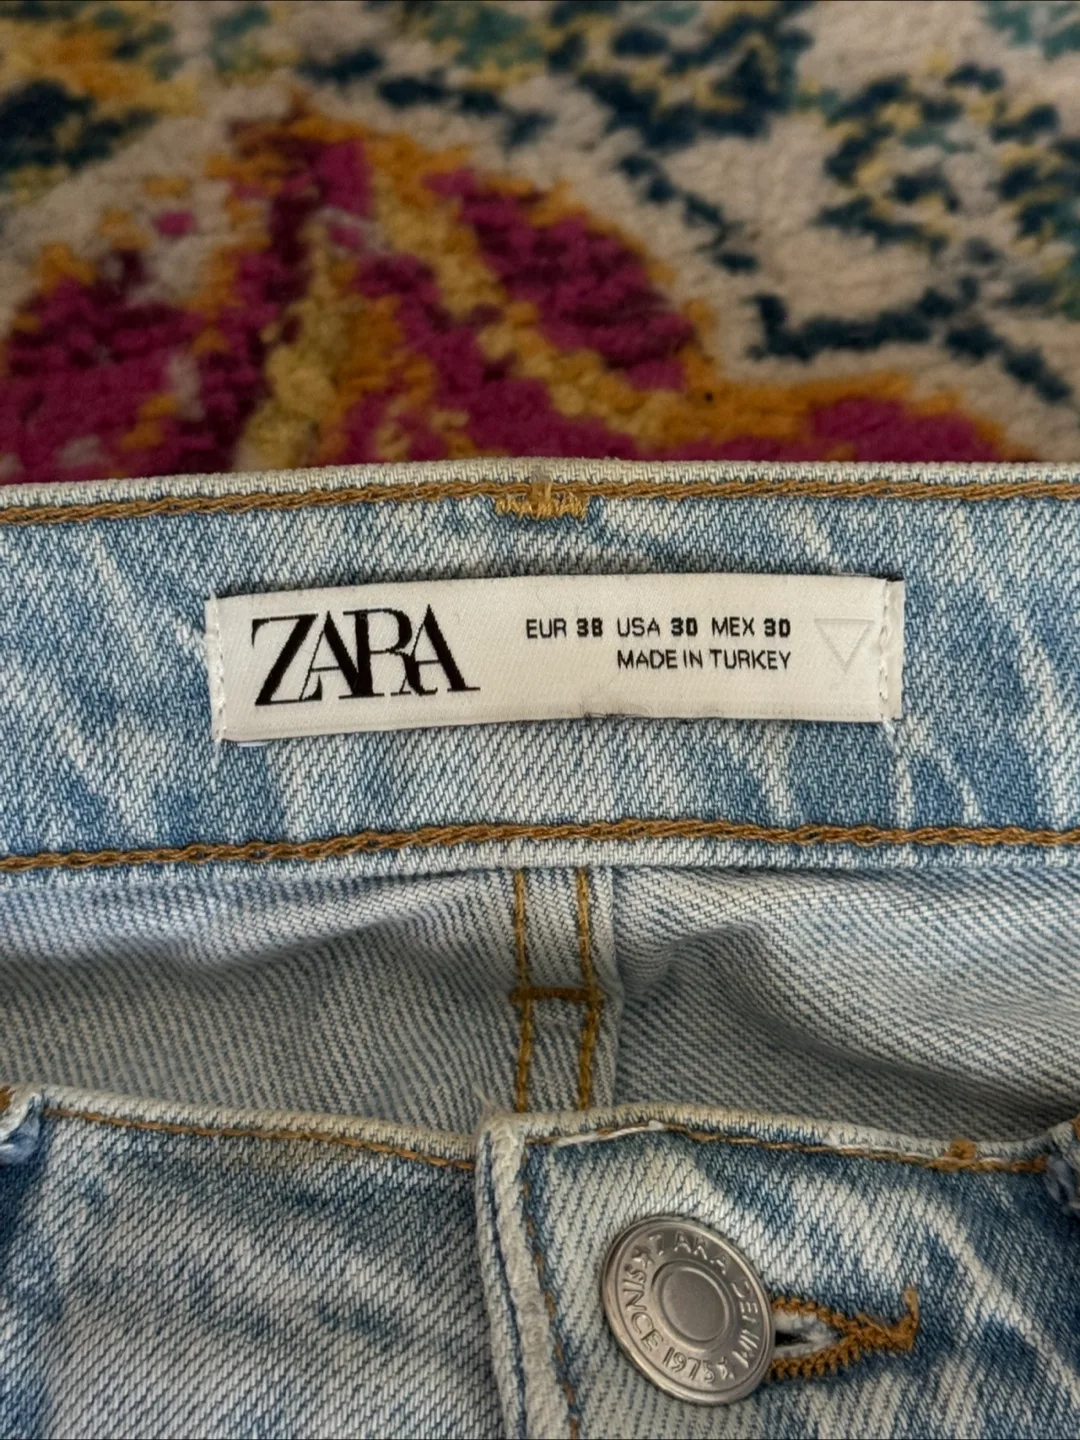 ZARA
EUR 38 USA 30 MEX 30
MADE IN TURKEY
ZARA DENIM
SINCE 1975